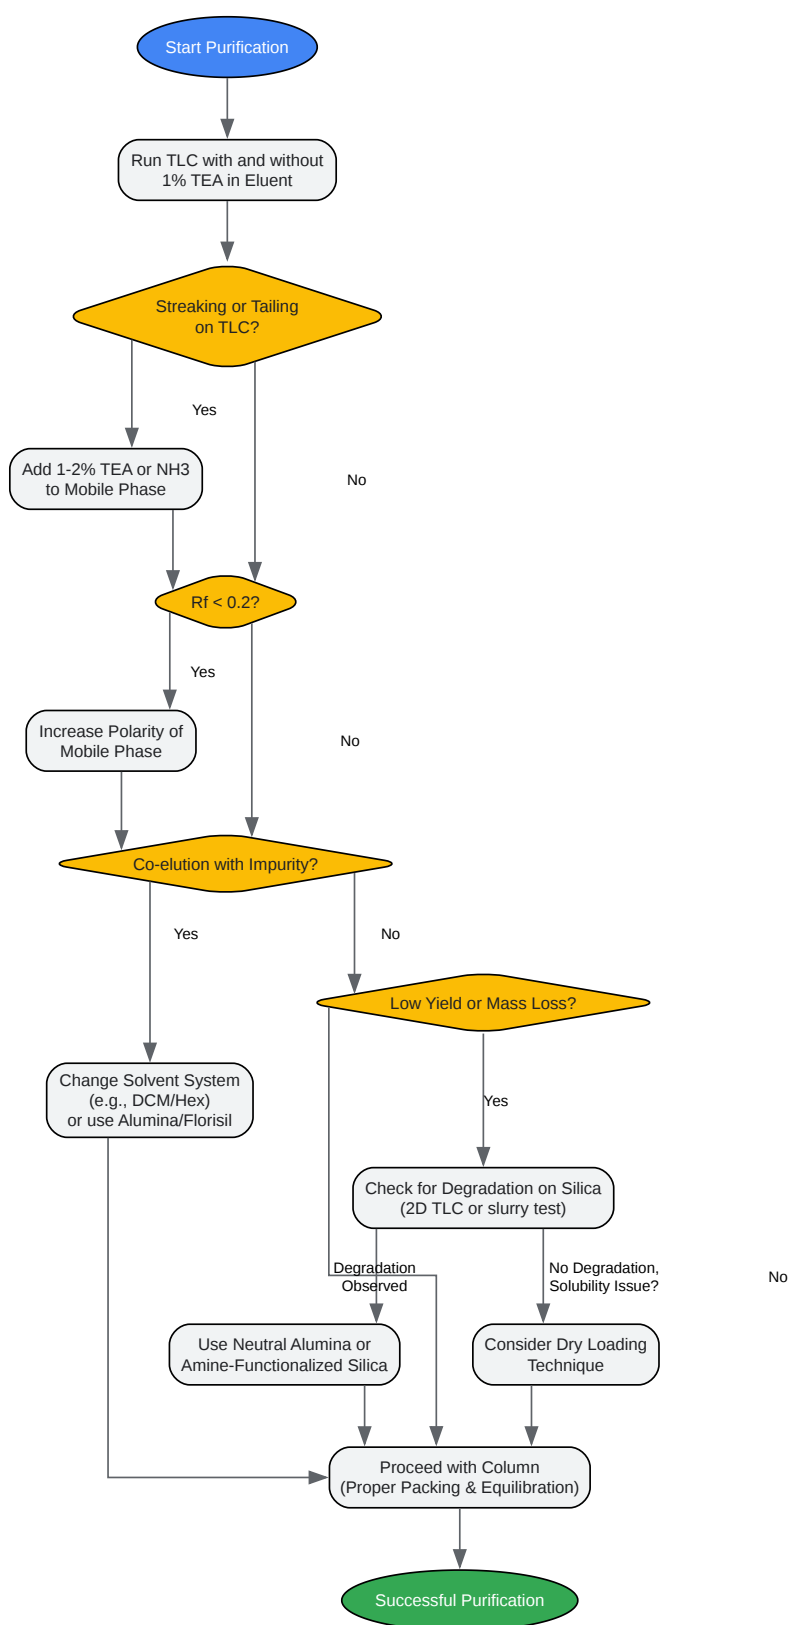 Start Purification
Run TLC with and without
1% TEA in Eluent
Streaking or Tailing
on TLC?
Yes
Add 1-2% TEA or NH3
to Mobile Phase
No
Rf < 0.2?
Yes
Increase Polarity of
Mobile Phase
No
Co-elution with Impurity?
Yes
No
Low Yield or Mass Loss?
Change Solvent System
(e.g., DCM/Hex)
or use Alumina/Florisil
Yes
Check for Degradation on Silica
(2D TLC or slurry test)
Degradation
Observed
No Degradation,
Solubility Issue?
No
Use Neutral Alumina or
Amine-Functionalized Silica
Consider Dry Loading
Technique
Proceed with Column
(Proper Packing & Equilibration)
Successful Purification